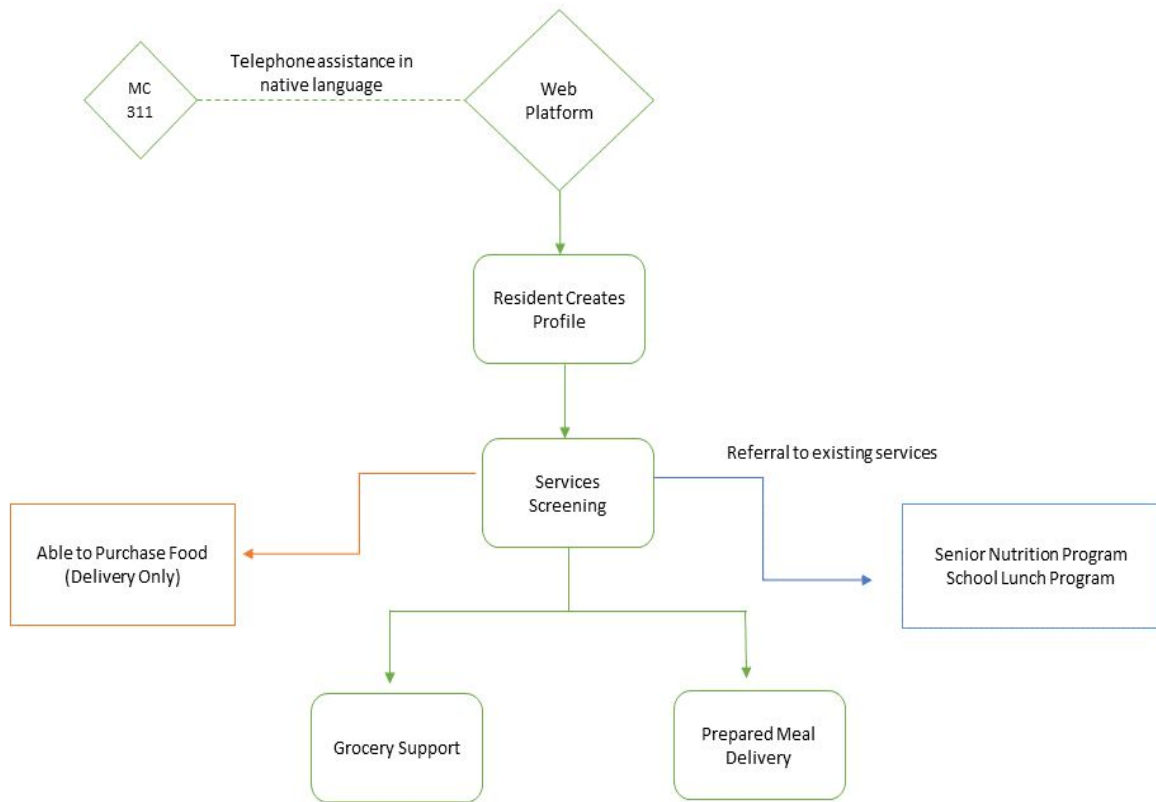 Telephone assistance in
native language
MC
311
Web
Platform
Resident Creates
Profile
Referral to existing services
Services
Screening
Able to Purchase Food
(Delivery Only)
Senior Nutrition Program
School Lunch Program
Grocery Support
Prepared Meal
Delivery